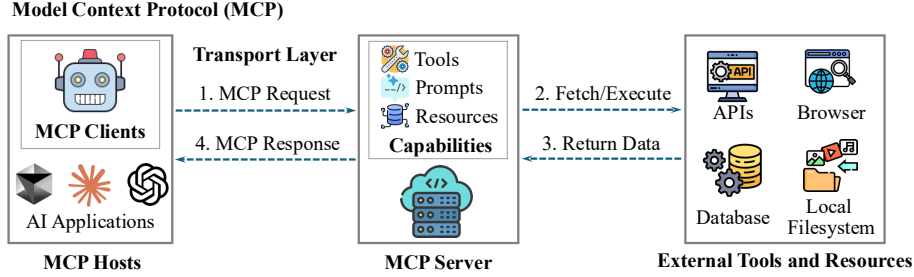 Model Context Protocol (MCP)
MCP Clients
AI Applications
MCP Hosts
Transport Layer
1. MCP Request
4. MCP Response
Tools
Prompts
Resources
Capabilities
</>
MCP Server
2. Fetch/Execute
3. Return Data
API
APIs
Browser
Database
Local
Filesystem
External Tools and Resources